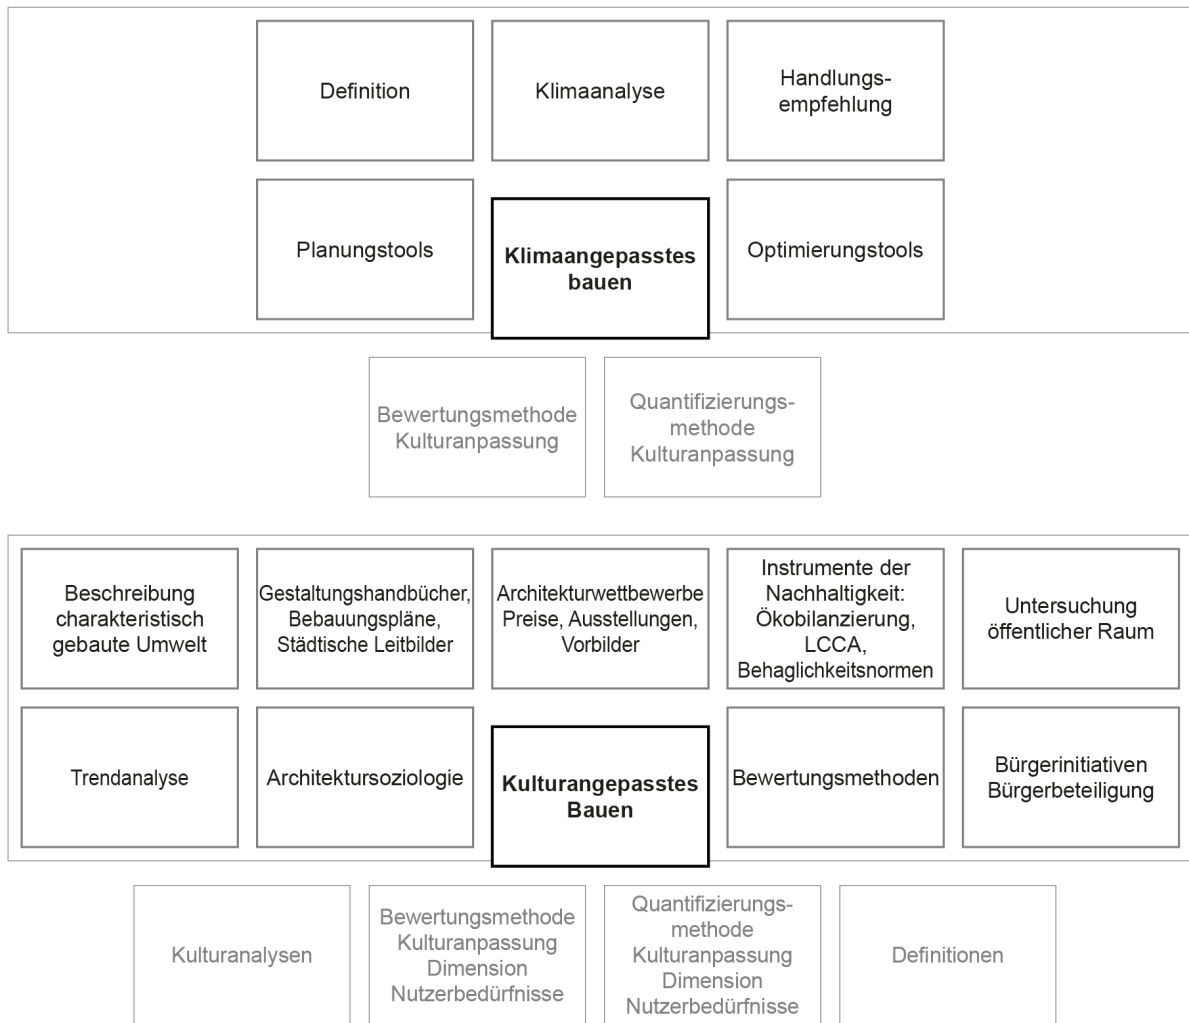 Definition
Klimaanalyse
Handlungs-
empfehlung
Planungstools
Klimaangepasstes
bauen
Optimierungstools
Bewertungsmethode
Kulturanpassung
Quantifizierungs-
methode
Kulturanpassung
Beschreibung
charakteristisch
gebaute Umwelt
Gestaltungshandbücher,
Bebauungspläne,
Städtische Leitbilder
Architekturwettbewerbe
Preise, Ausstellungen,
Vorbilder
Instrumente der
Nachhaltigkeit:
Ökobilanzierung,
LCCA,
Behaglichkeitsnormen
Untersuchung
öffentlicher Raum
Trendanalyse
Architektursoziologie
Kulturangepasstes
Bauen
Bewertungsmethoden
Bürgerinitiativen
Bürgerbeteiligung
Kulturanalysen
Bewertungsmethode
Kulturanpassung
Dimension
Nutzerbedürfnisse
Quantifizierungs-
methode
Kulturanpassung
Dimension
Nutzerbedürfnisse
Definitionen